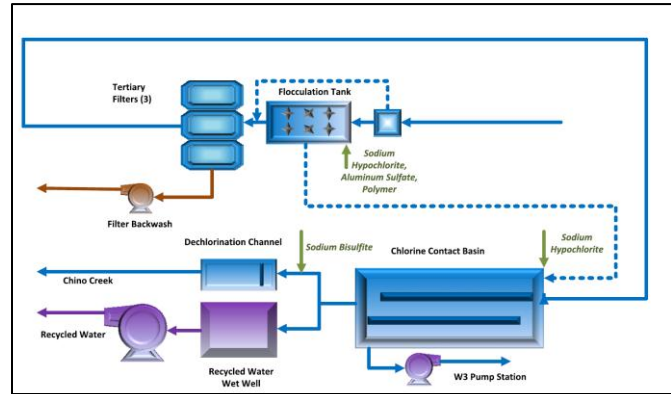 Tertiary
Filters (3)
Flocculation Tank
Sodium
Hypochlorite,
Aluminum Sulfate,
Polymer
Filter Backwash
Dechlorination Channel
Sodium Bisulfite
Chlorine Contact Basin
Sodium
Hypochlorite
Chino Creek
Recycled Water
Recycled Water
Wet Well
W3 Pump Station